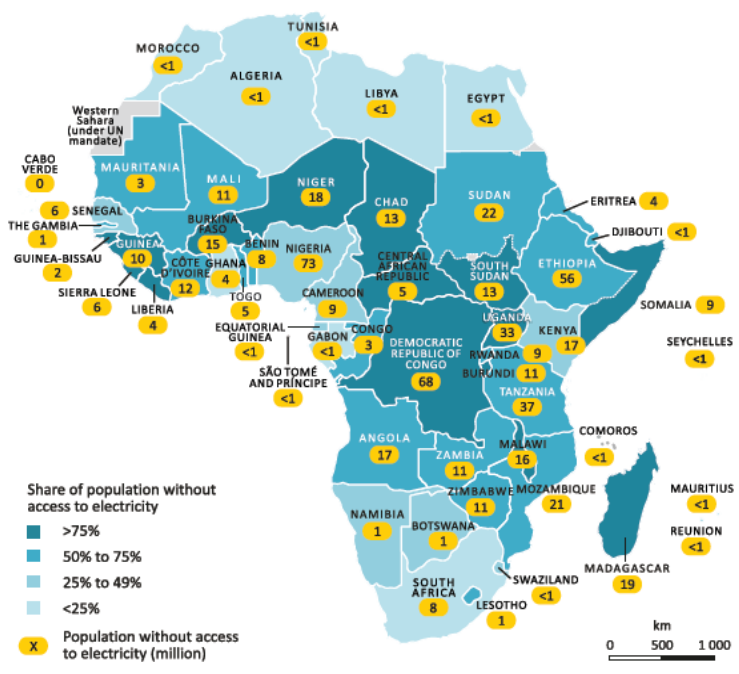 TUNISIA
<1
MOROCCO
<1
ALGERIA
<1
LIBYA
<1
EGYPT
<1
Western
Sahara
(under UN
mandate)
CABO
VERDE
0
MAURITANIA
3
MALI
11
NIGER
18
CHAD
13
SUDAN
22
ERITREA 4
6 SENEGAL
THE GAMBIA
1
BURKINA
FASO
15
DJIBOUTI <1
GUINEA-BISSAU
2
GUINEA
10
CÔTE
D'IVOIRE
12
GHANA
4
BENIN
8
NIGERIA
73
CENTRAL
AFRICAN
REPUBLIC
5
SOUTH
SUDAN
13
ETHIOPIA
56
SIERRA LEONE
6
LIBERIA
4
TOGO
5
CAMEROON
9
SOMALIA 9
EQUATORIAL
GUINEA
<1
GABON
<1
CONGO
3
DEMOCRATIC
REPUBLIC OF
CONGO
68
UGANDA
33
KENYA
17
RWANDA 9
BURUNDI 11
TANZANIA
37
SEYCHELLES
<1
SÃO TOMÉ
AND PRÍNCIPE
<1
ANGOLA
17
ZAMBIA
11
MALAWI
16
COMOROS
<1
ZIMBABWE
11
MOZAMBIQUE
21
MAURITIUS
<1
REUNION
<1
NAMIBIA
1
BOTSWANA
1
MADAGASCAR
19
SOUTH
AFRICA
8
SWAZILAND
<1
LESOTHO
1
Share of population without
access to electricity
>75%
50% to 75%
25% to 49%
<25%
X Population without access
to electricity (million)
km
0 500 1 000